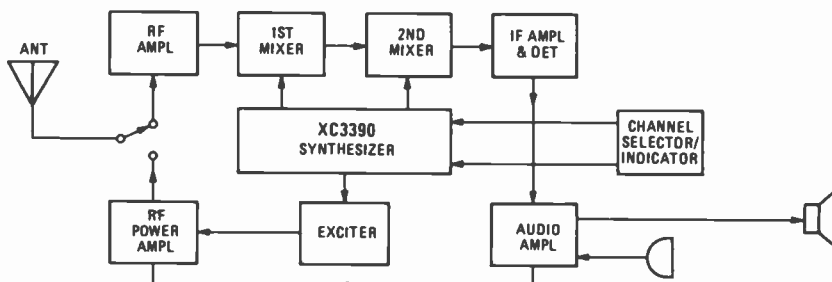 ANT
RF
AMPL
1ST
MIXER
2ND
MIXER
IF AMPL
& DET
XC3390
SYNTHESIZER
CHANNEL
SELECTOR/
INDICATOR
RF
POWER
AMPL
EXCITER
AUDIO
AMPL